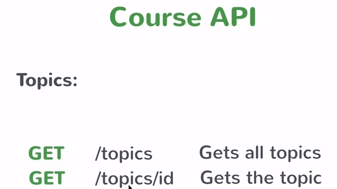 Course API
Topics:
GET /topics Gets all topics
GET /topics/id Gets the topic